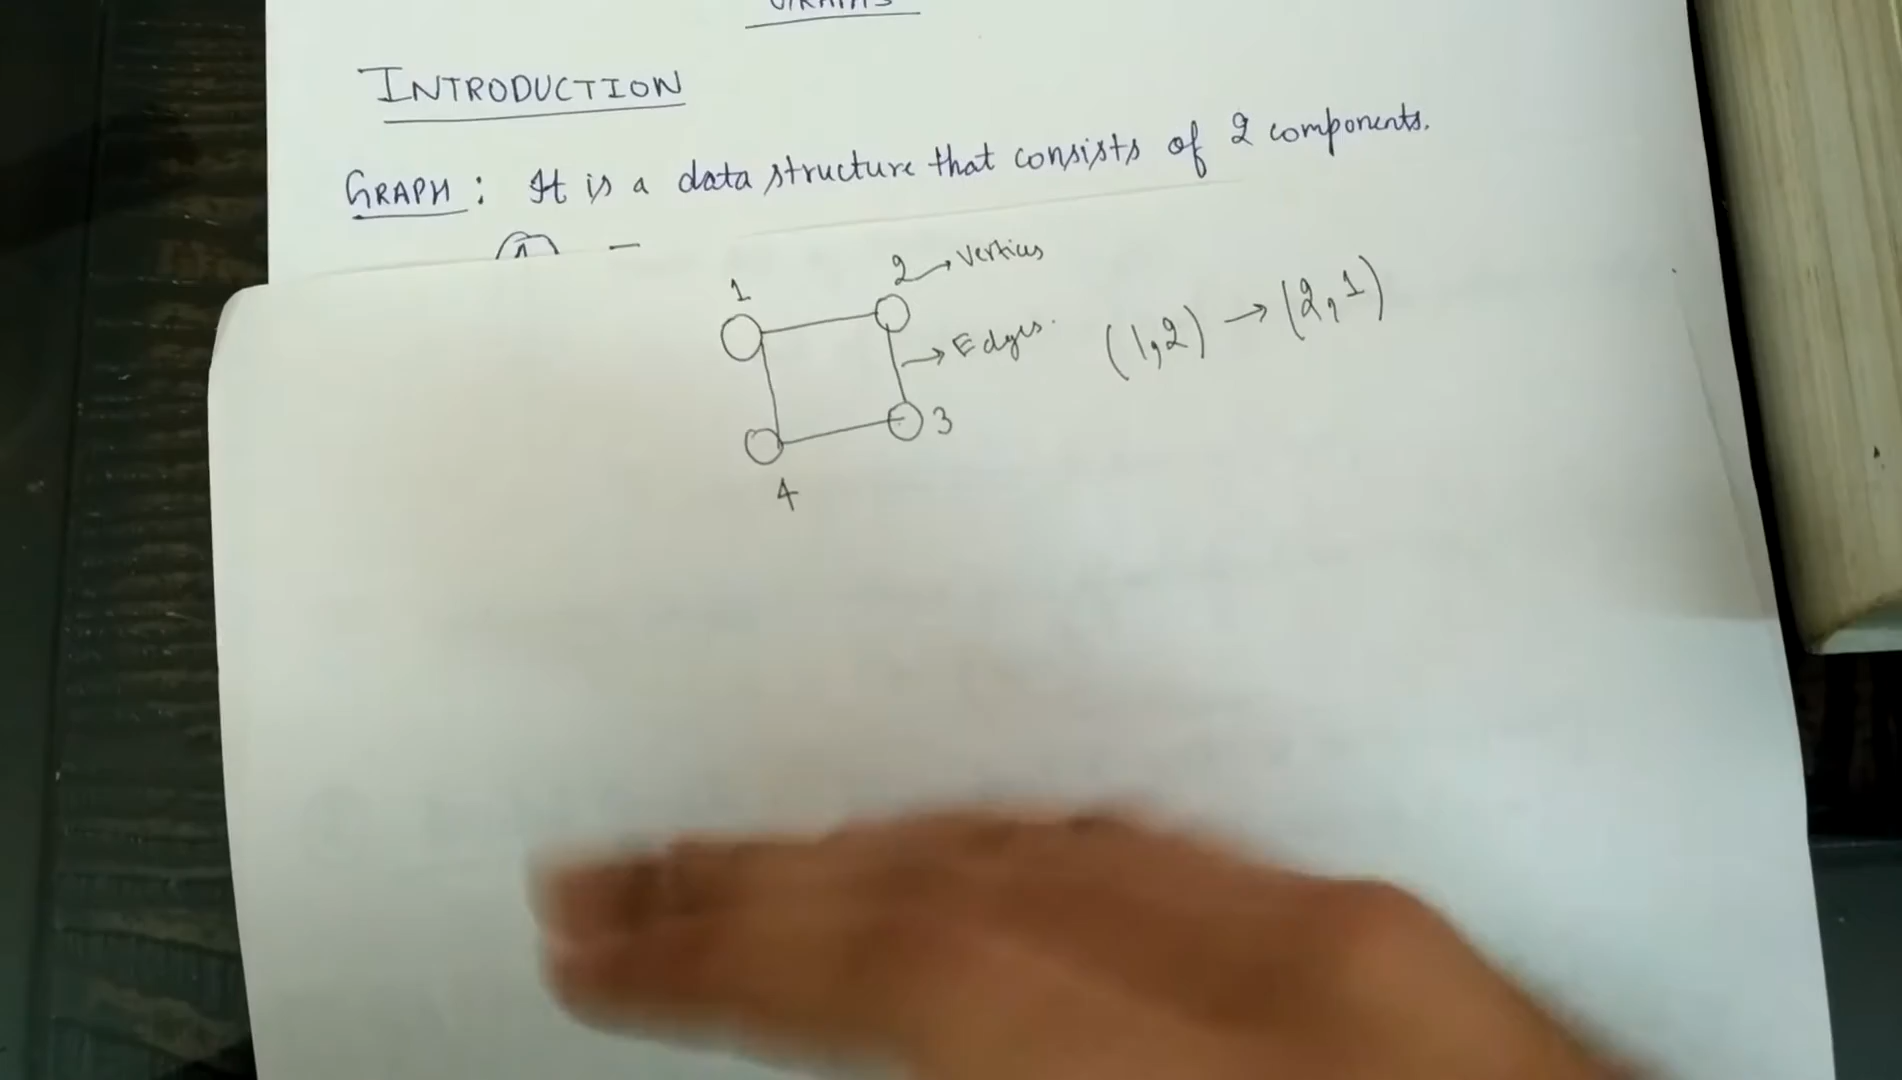 INTRODUCTION
GRAPH : It is a data structure that consists of 2 components.
1
2 → Vertices
→ Edges.
(1,2) → (2,1)
3
4